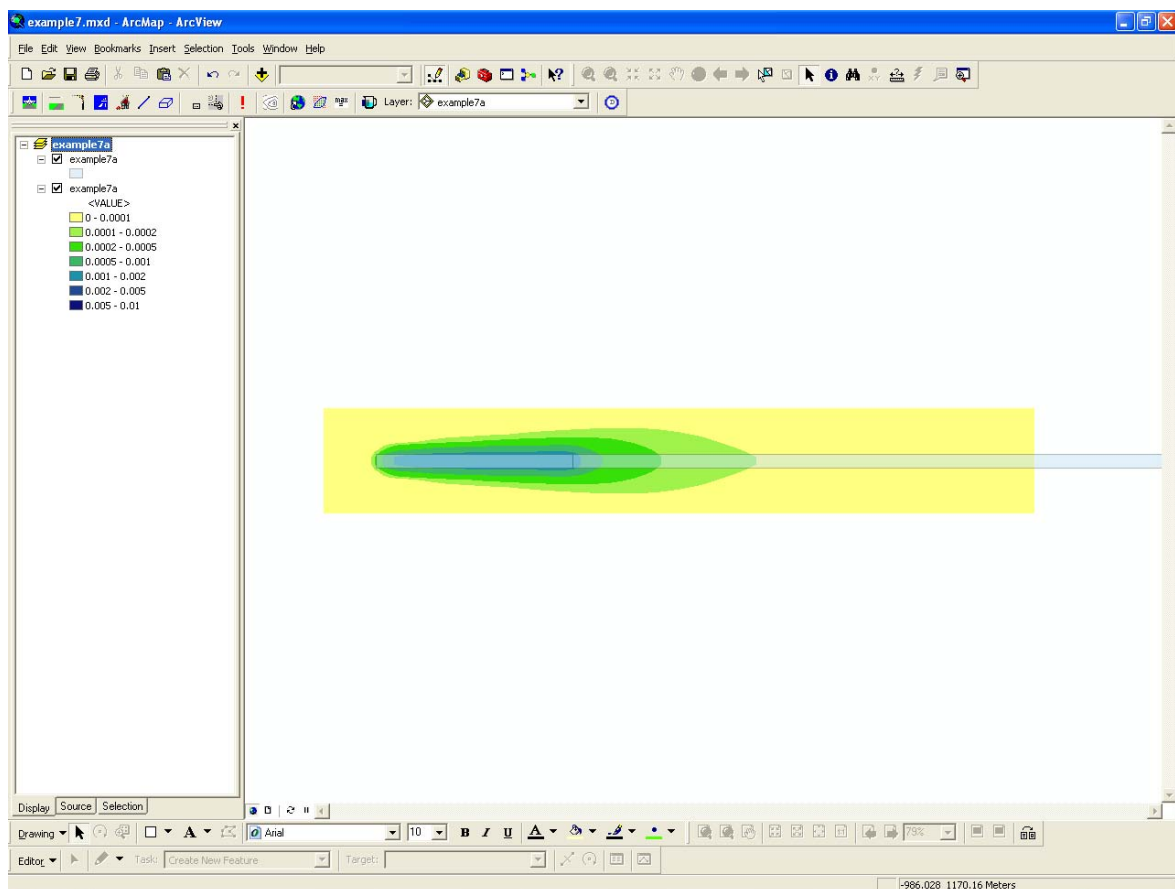 example7.mxd - ArcMap - ArcView
File Edit View Bookmarks Insert Selection Tools Window Help
Layer: example7a
example7a
example7a
example7a
<VALUE>
0 - 0.0001
0.0001 - 0.0002
0.0002 - 0.0005
0.0005 - 0.001
0.001 - 0.002
0.002 - 0.005
0.005 - 0.01
Display Source Selection
Drawing A Arial 10 B I U A 79%
Editor Task: Create New Feature Target:
-986.028 1170.16 Meters